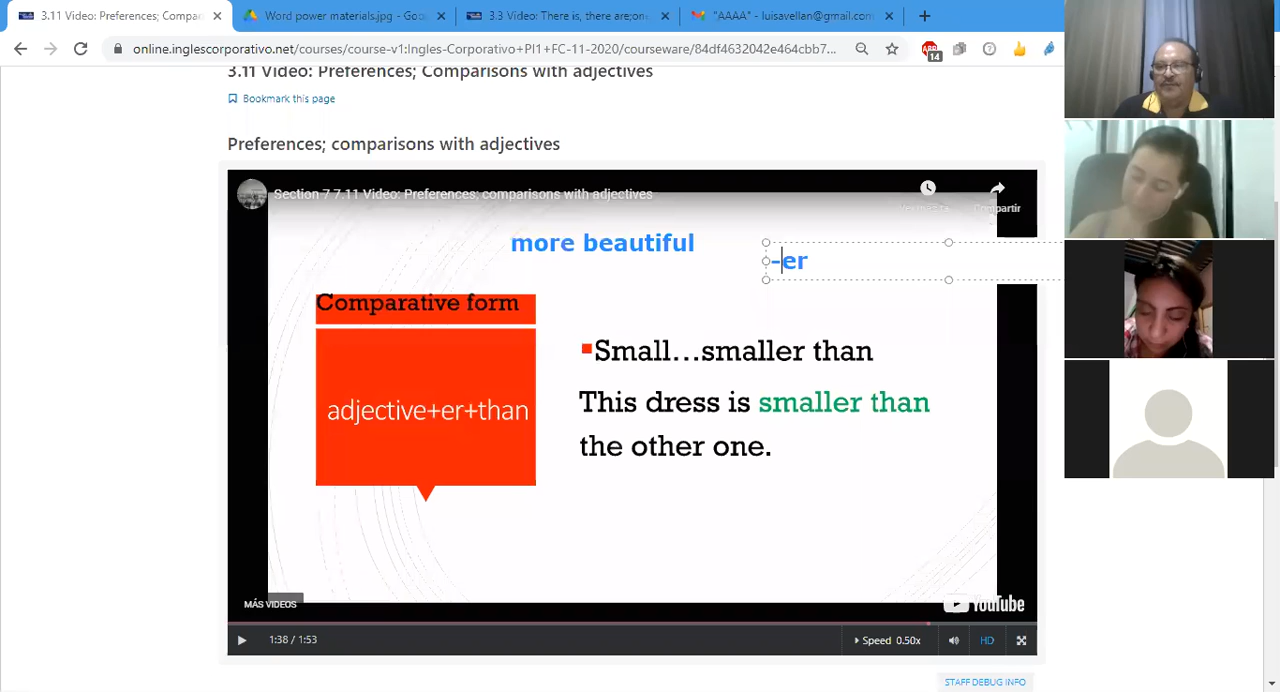 3.11 Video: Preferences; Compar
Word power materials.jpg - Goo
3.3 Video: There is, there are;one
"AAAA" - luisavellan@gmail.com
online.inglescorporativo.net/courses/course-v1:Ingles-Corporativo+PI1+FC-11-2020/courseware/84df4632042e464cbb7...
14
3.11 Video: Preferences; Comparisons with adjectives
Bookmark this page
Preferences; comparisons with adjectives
Section 7 7.11 Video: Preferences; comparisons with adjectives
Compartir
more beautiful
-er
Comparative form
adjective+er+than
Small...smaller than
This dress is smaller than
the other one.
MÁS VIDEOS
YouTube
1:38 / 1:53
Speed 0.50x
HD
STAFF DEBUG INFO